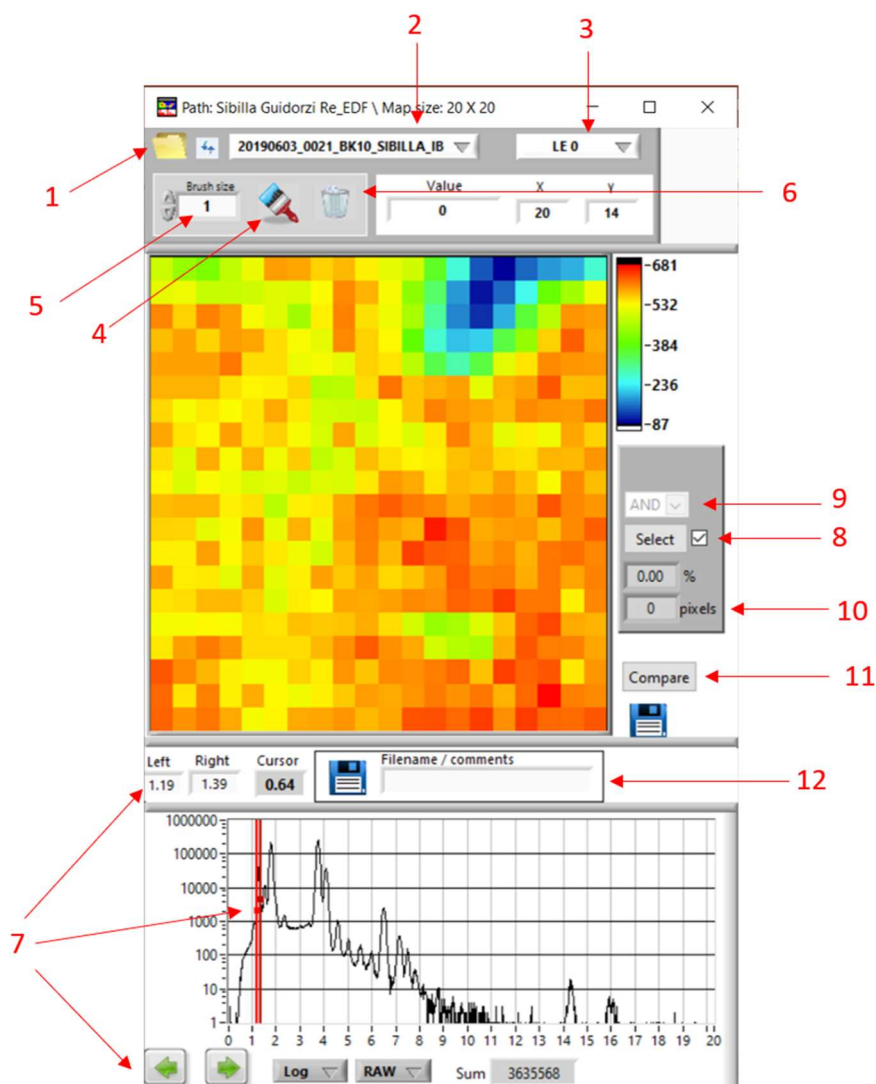 2
3
Path: Sibilla Guidorzi Re_EDF \ Map size: 20 X 20
20190603_0021_BK10_SIBILLA_IB
LE 0
1
Brush size
1
Value X Y
0 20 14
6
5
4
681
532
384
236
87
AND
9
Select
8
0.00 %
0 pixels
10
Compare
11
Left Right Cursor
1.19 1.39 0.64
Filename / comments
12
1000000
100000
10000
1000
100
10
1
7
0 1 2 3 4 5 6 7 8 9 10 11 12 13 14 15 16 17 18 19 20
Log RAW Sum 3635568